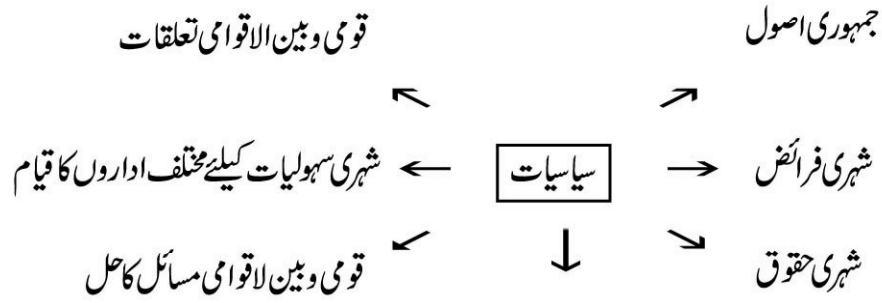 جمہوری اصول
قومی و بین الاقوامی تعلقات
شہری فرائض
سیاسیات
شہری سہولیات کیلئے مختلف اداروں کا قیام
شہری حقوق
قومی و بین لاقوامی مسائل کا حل